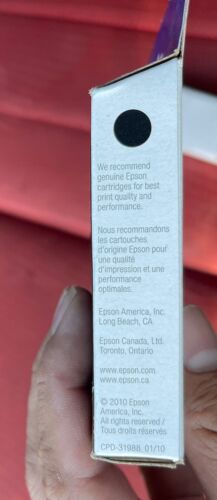 We recommend
genuine Epson
cartridges for best
print quality and
performance.
Nous recommandons
les cartouches
d'origine Epson pour
une qualité
d'impression et une
performance
optimales.
Epson America, Inc.
Long Beach, CA
Epson Canada, Ltd.
Toronto, Ontario
www.epson.com
www.epson.ca
© 2010 Epson
America, Inc.
All rights reserved /
Tous droits réservés
CPD-31988 01/10